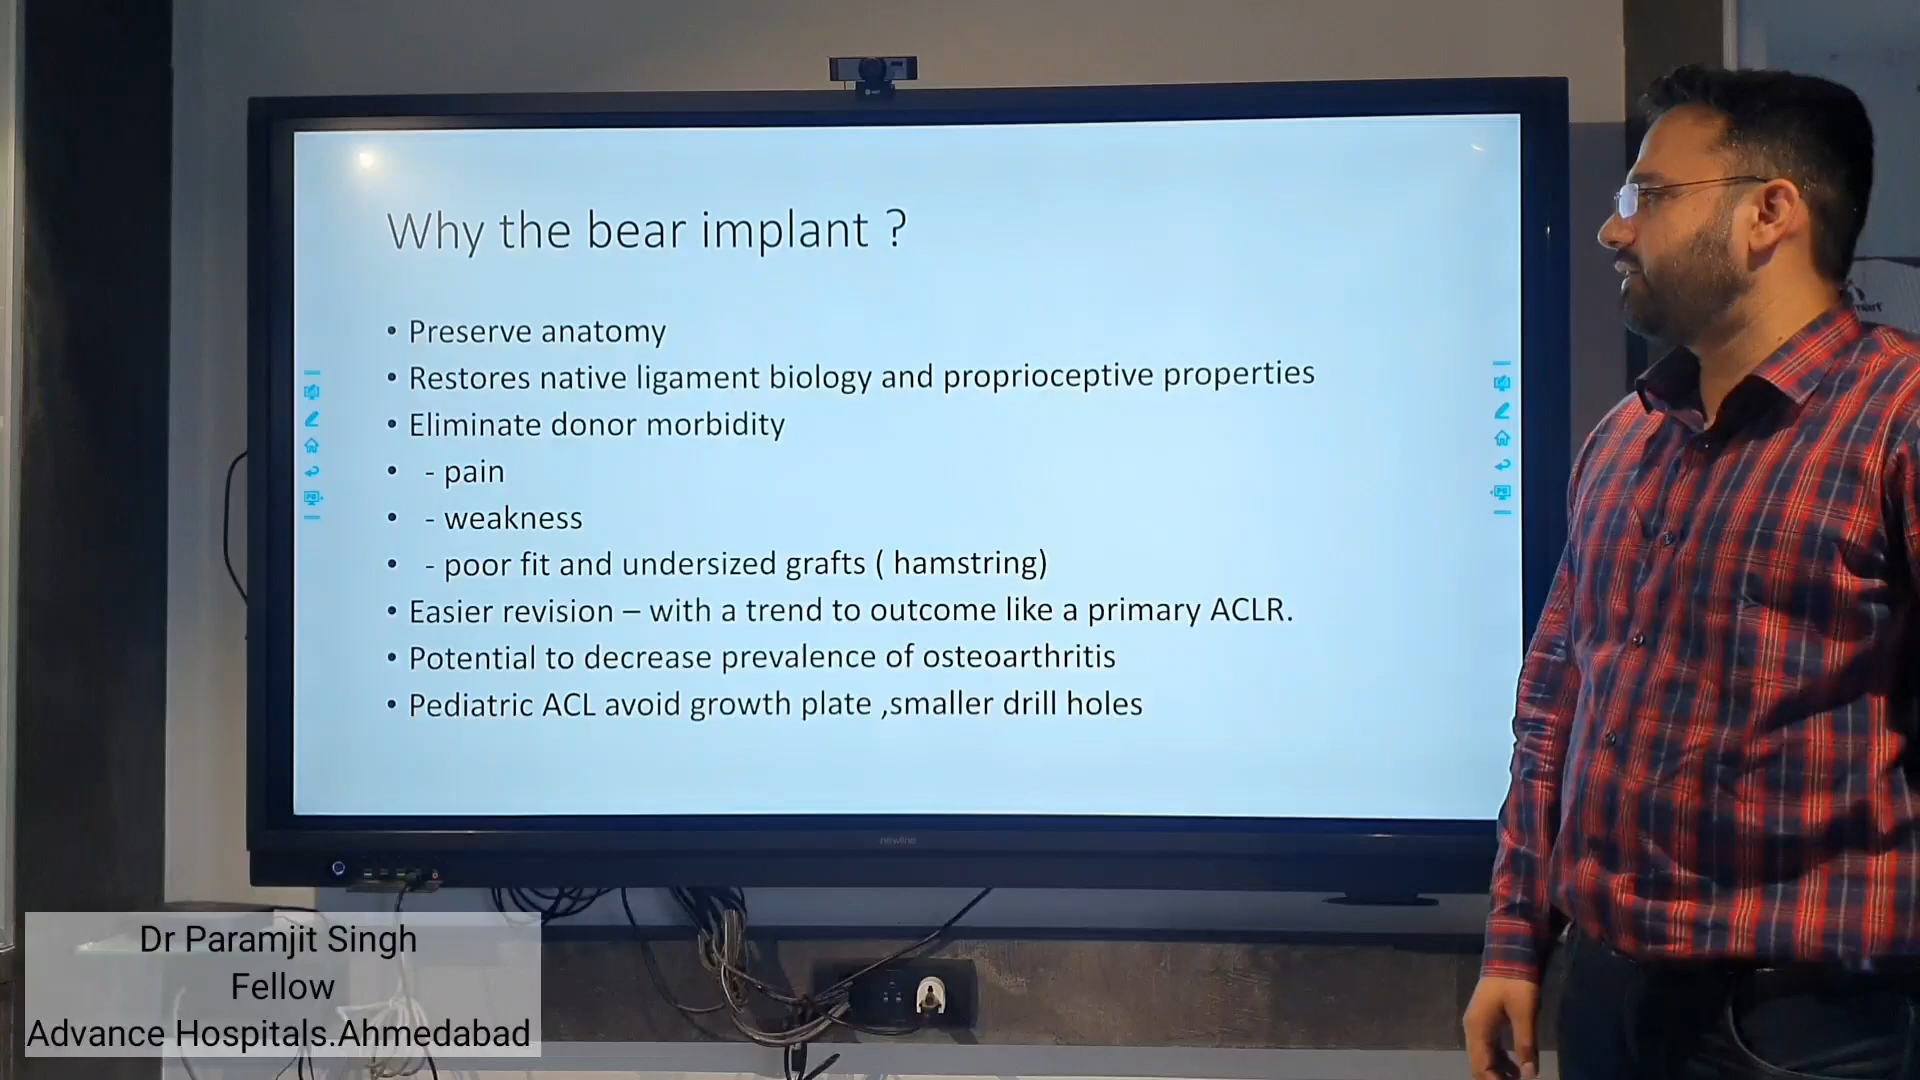 Why the bear implant ?
• Preserve anatomy
• Restores native ligament biology and proprioceptive properties
• Eliminate donor morbidity
• - pain
• - weakness
• - poor fit and undersized grafts ( hamstring)
• Easier revision – with a trend to outcome like a primary ACLR.
• Potential to decrease prevalence of osteoarthritis
• Pediatric ACL avoid growth plate ,smaller drill holes
newline
Dr Paramjit Singh
Fellow
Advance Hospitals.Ahmedabad